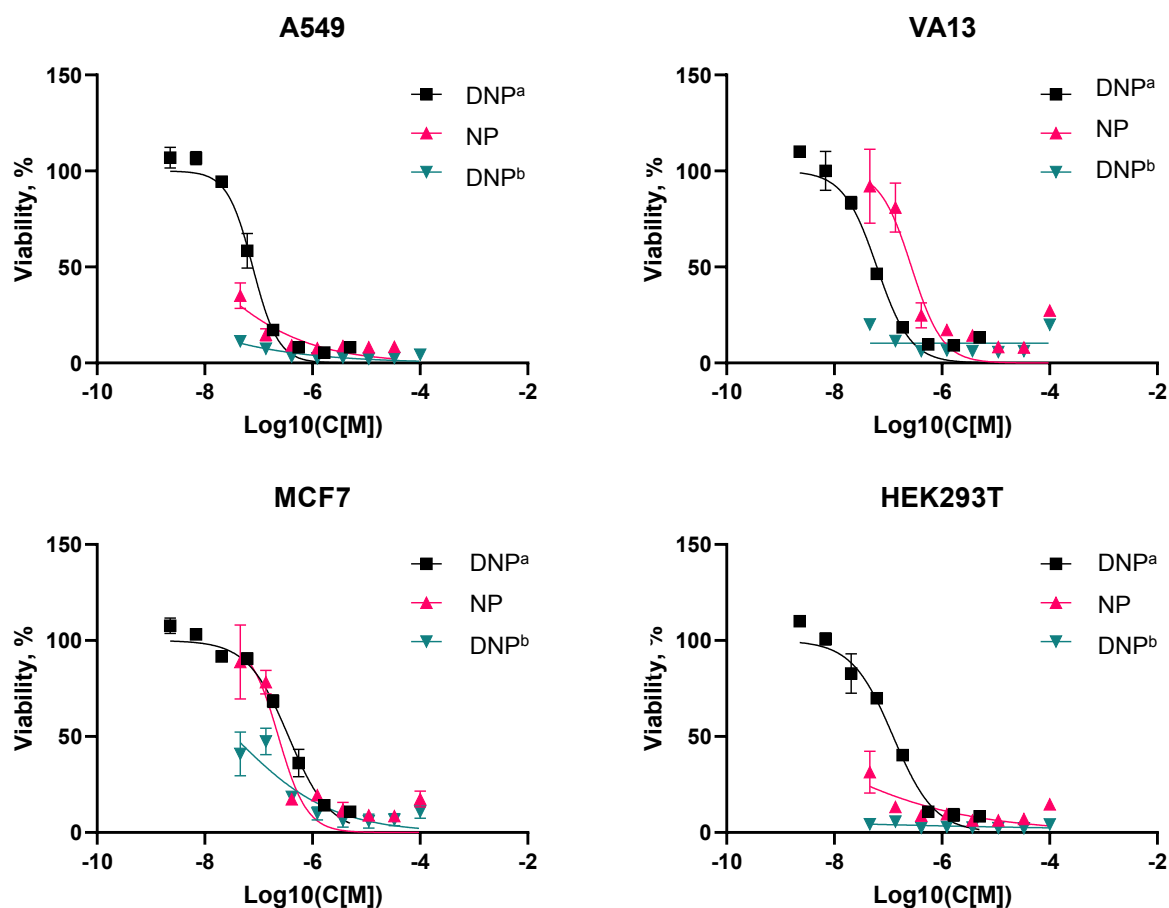 A549
150
100
50
0
Viability, %
-10
-8
-6
-4
-2
Log10(C[M])
DNPᵃ
NP
DNPᵇ
VA13
150
100
50
0
Viability, %
-10
-8
-6
-4
-2
Log10(C[M])
DNPᵃ
NP
DNPᵇ
MCF7
150
100
50
0
Viability, %
-10
-8
-6
-4
-2
Log10(C[M])
DNPᵃ
NP
DNPᵇ
HEK293T
150
100
50
0
Viability, %
-10
-8
-6
-4
-2
Log10(C[M])
DNPᵃ
NP
DNPᵇ